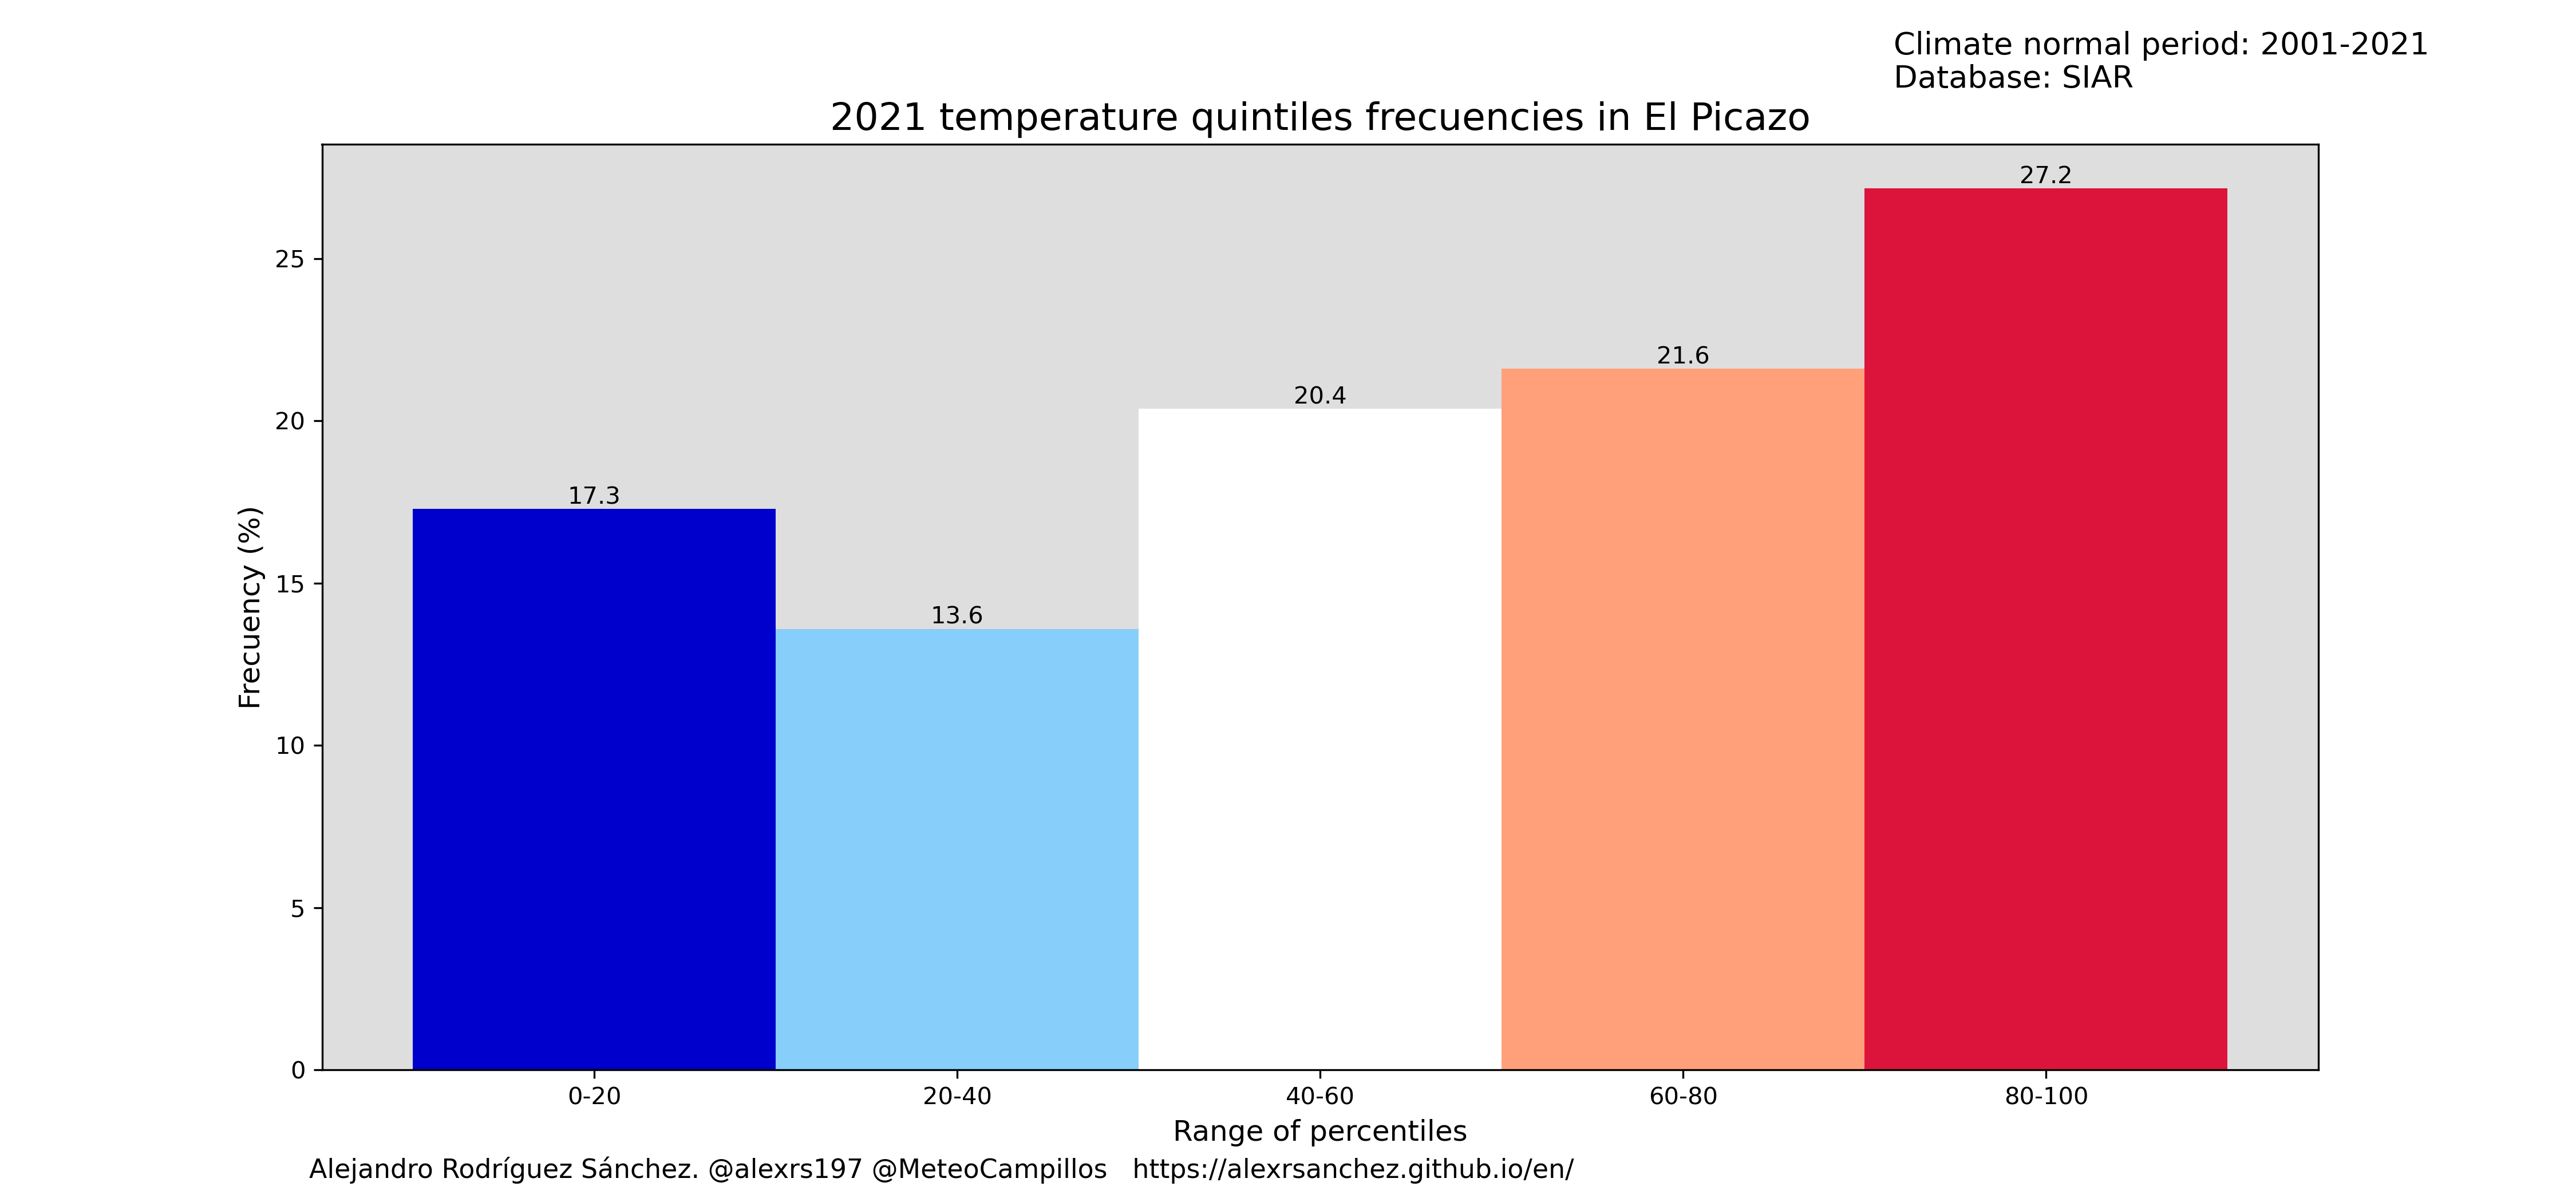 Climate normal period: 2001-2021
Database: SIAR
2021 temperature quintiles frecuencies in El Picazo
27.2
25
21.6
20.4
20
17.3
Frecuency (%)
15
13.6
10
5
0
0-20 20-40 40-60 60-80 80-100
Range of percentiles
Alejandro Rodríguez Sánchez. @alexrs197 @MeteoCampillos https://alexrsanchez.github.io/en/